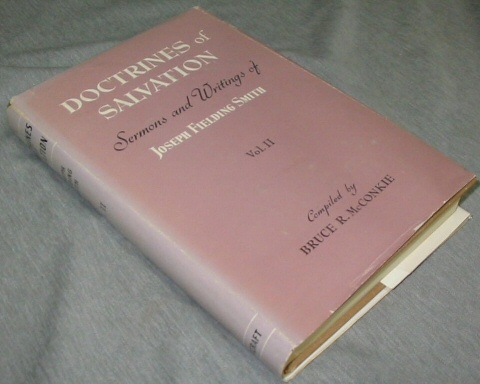 DOCTRINES of
SALVATION
Sermons and Writings of
JOSEPH FIELDING SMITH
VOL. II
Compiled by
BRUCE R. McCONKIE